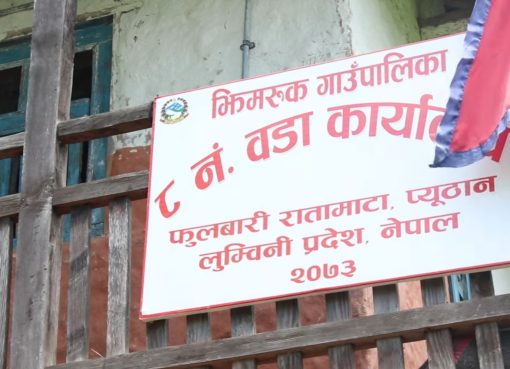 झिमरुक गाउँपालिका
८ नं. वडा
फुलबारी रातामाटा, प्यूठान
लुम्विनी प्रदेश, नेपाल
२०७३